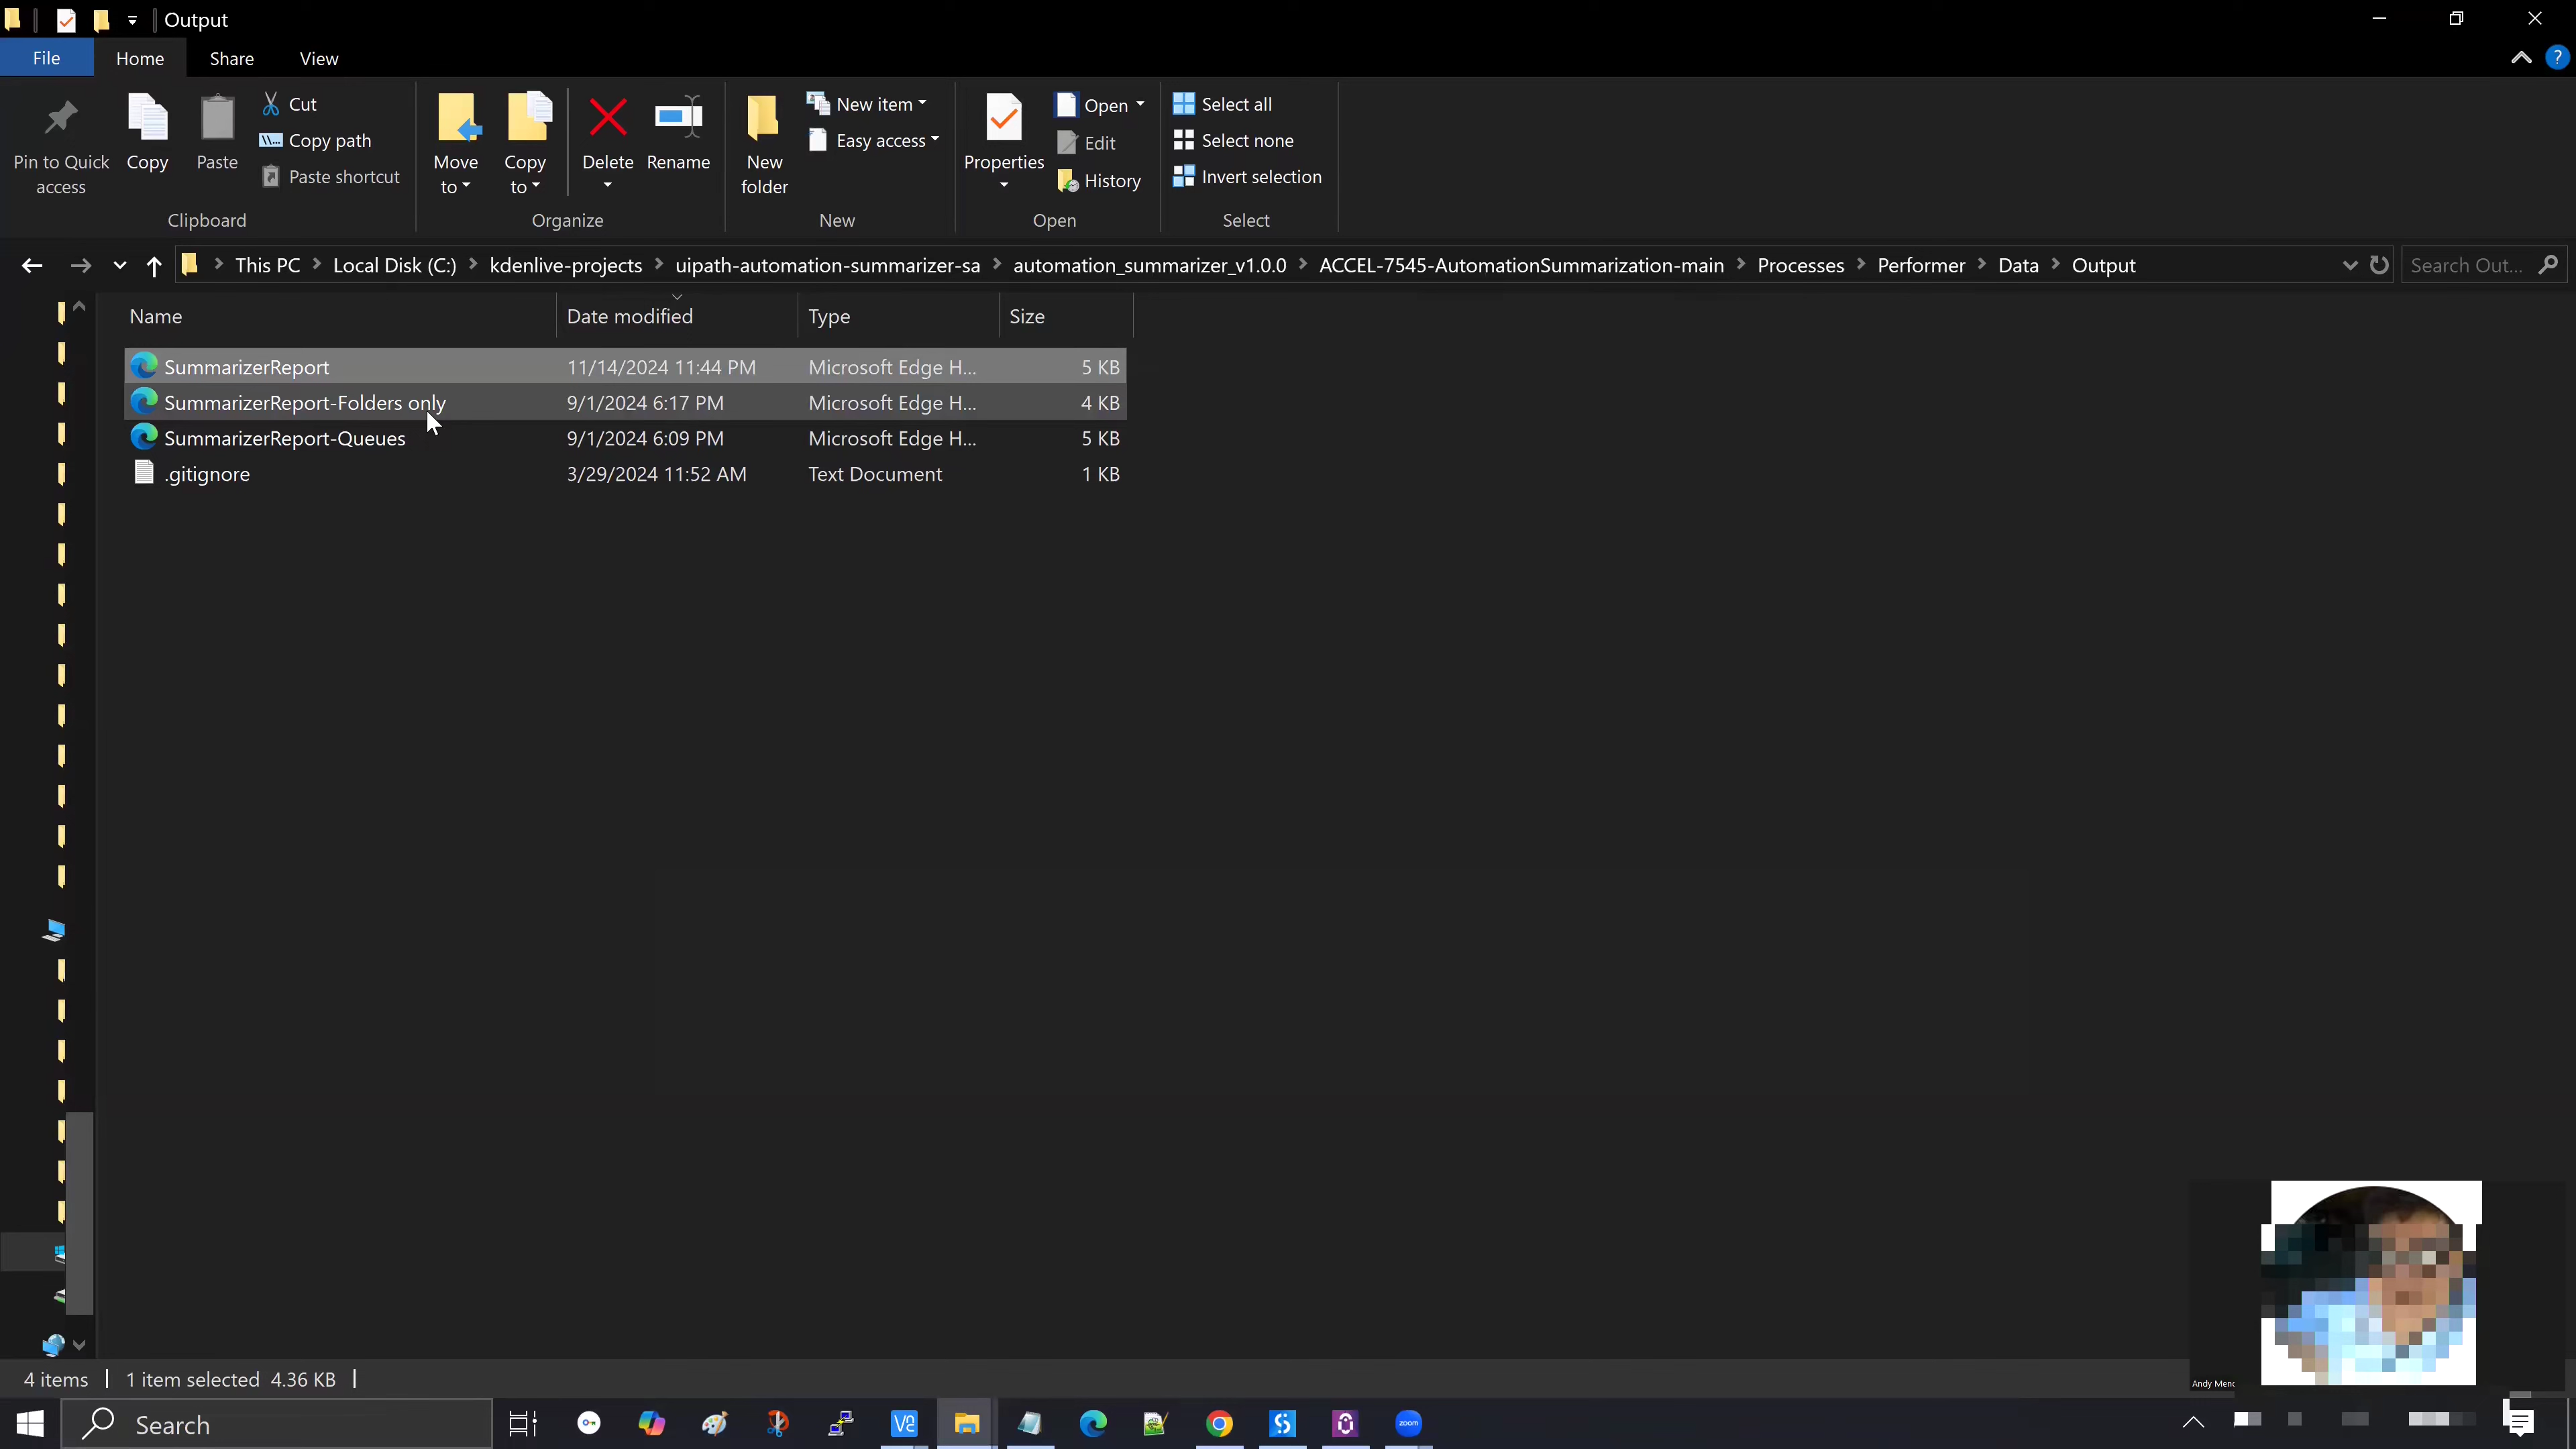 Output
File Home Share View
Pin to Quick access
Copy
Paste
Cut
Copy path
Paste shortcut
Clipboard
Move to
Copy to
Delete
Rename
Organize
New folder
New item
Easy access
New
Properties
Open
Edit
History
Open
Select all
Select none
Invert selection
Select
This PC Local Disk (C:) kdenlive-projects uipath-automation-summarizer-sa automation_summarizer_v1.0.0 ACCEL-7545-AutomationSummarization-main Processes Performer Data Output
Search Out...
Name Date modified Type Size
SummarizerReport 11/14/2024 11:44 PM Microsoft Edge H... 5 KB
SummarizerReport-Folders only 9/1/2024 6:17 PM Microsoft Edge H... 4 KB
SummarizerReport-Queues 9/1/2024 6:09 PM Microsoft Edge H... 5 KB
.gitignore 3/29/2024 11:52 AM Text Document 1 KB
4 items 1 item selected 4.36 KB
Andy Menc
Search
zoom